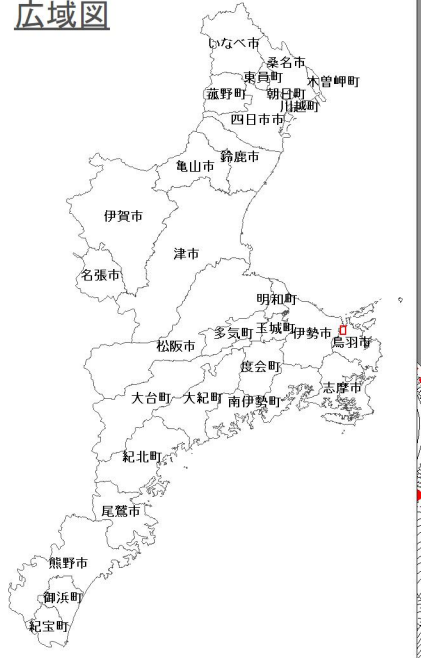 広域図
いなべ市
桑名市
東員町
木曽岬町
菰野町
朝日町
川越町
四日市市
鈴鹿市
亀山市
伊賀市
津市
名張市
明和町
玉城町
多気町
伊勢市
鳥羽市
松阪市
度会町
志摩市
大台町
大紀町
南伊勢町
紀北町
尾鷲市
熊野市
御浜町
紀宝町